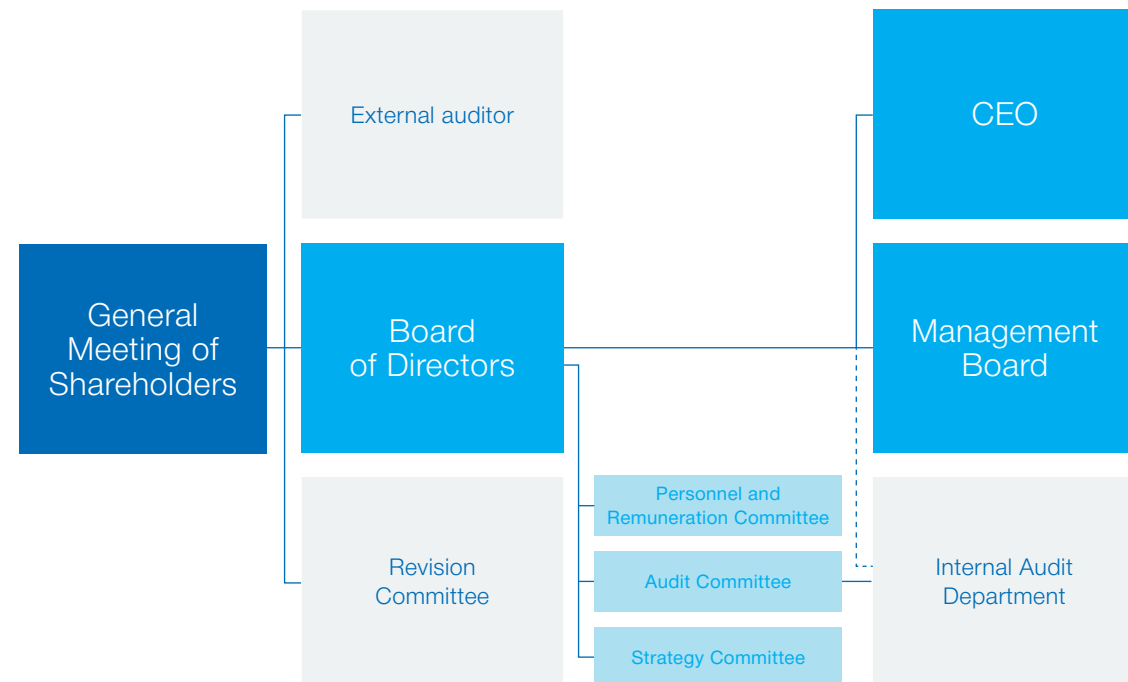 External auditor
CEO
General
Meeting of
Shareholders
Board
of Directors
Management
Board
Personnel and
Remuneration Committee
Revision
Committee
Audit Committee
Internal Audit
Department
Strategy Committee